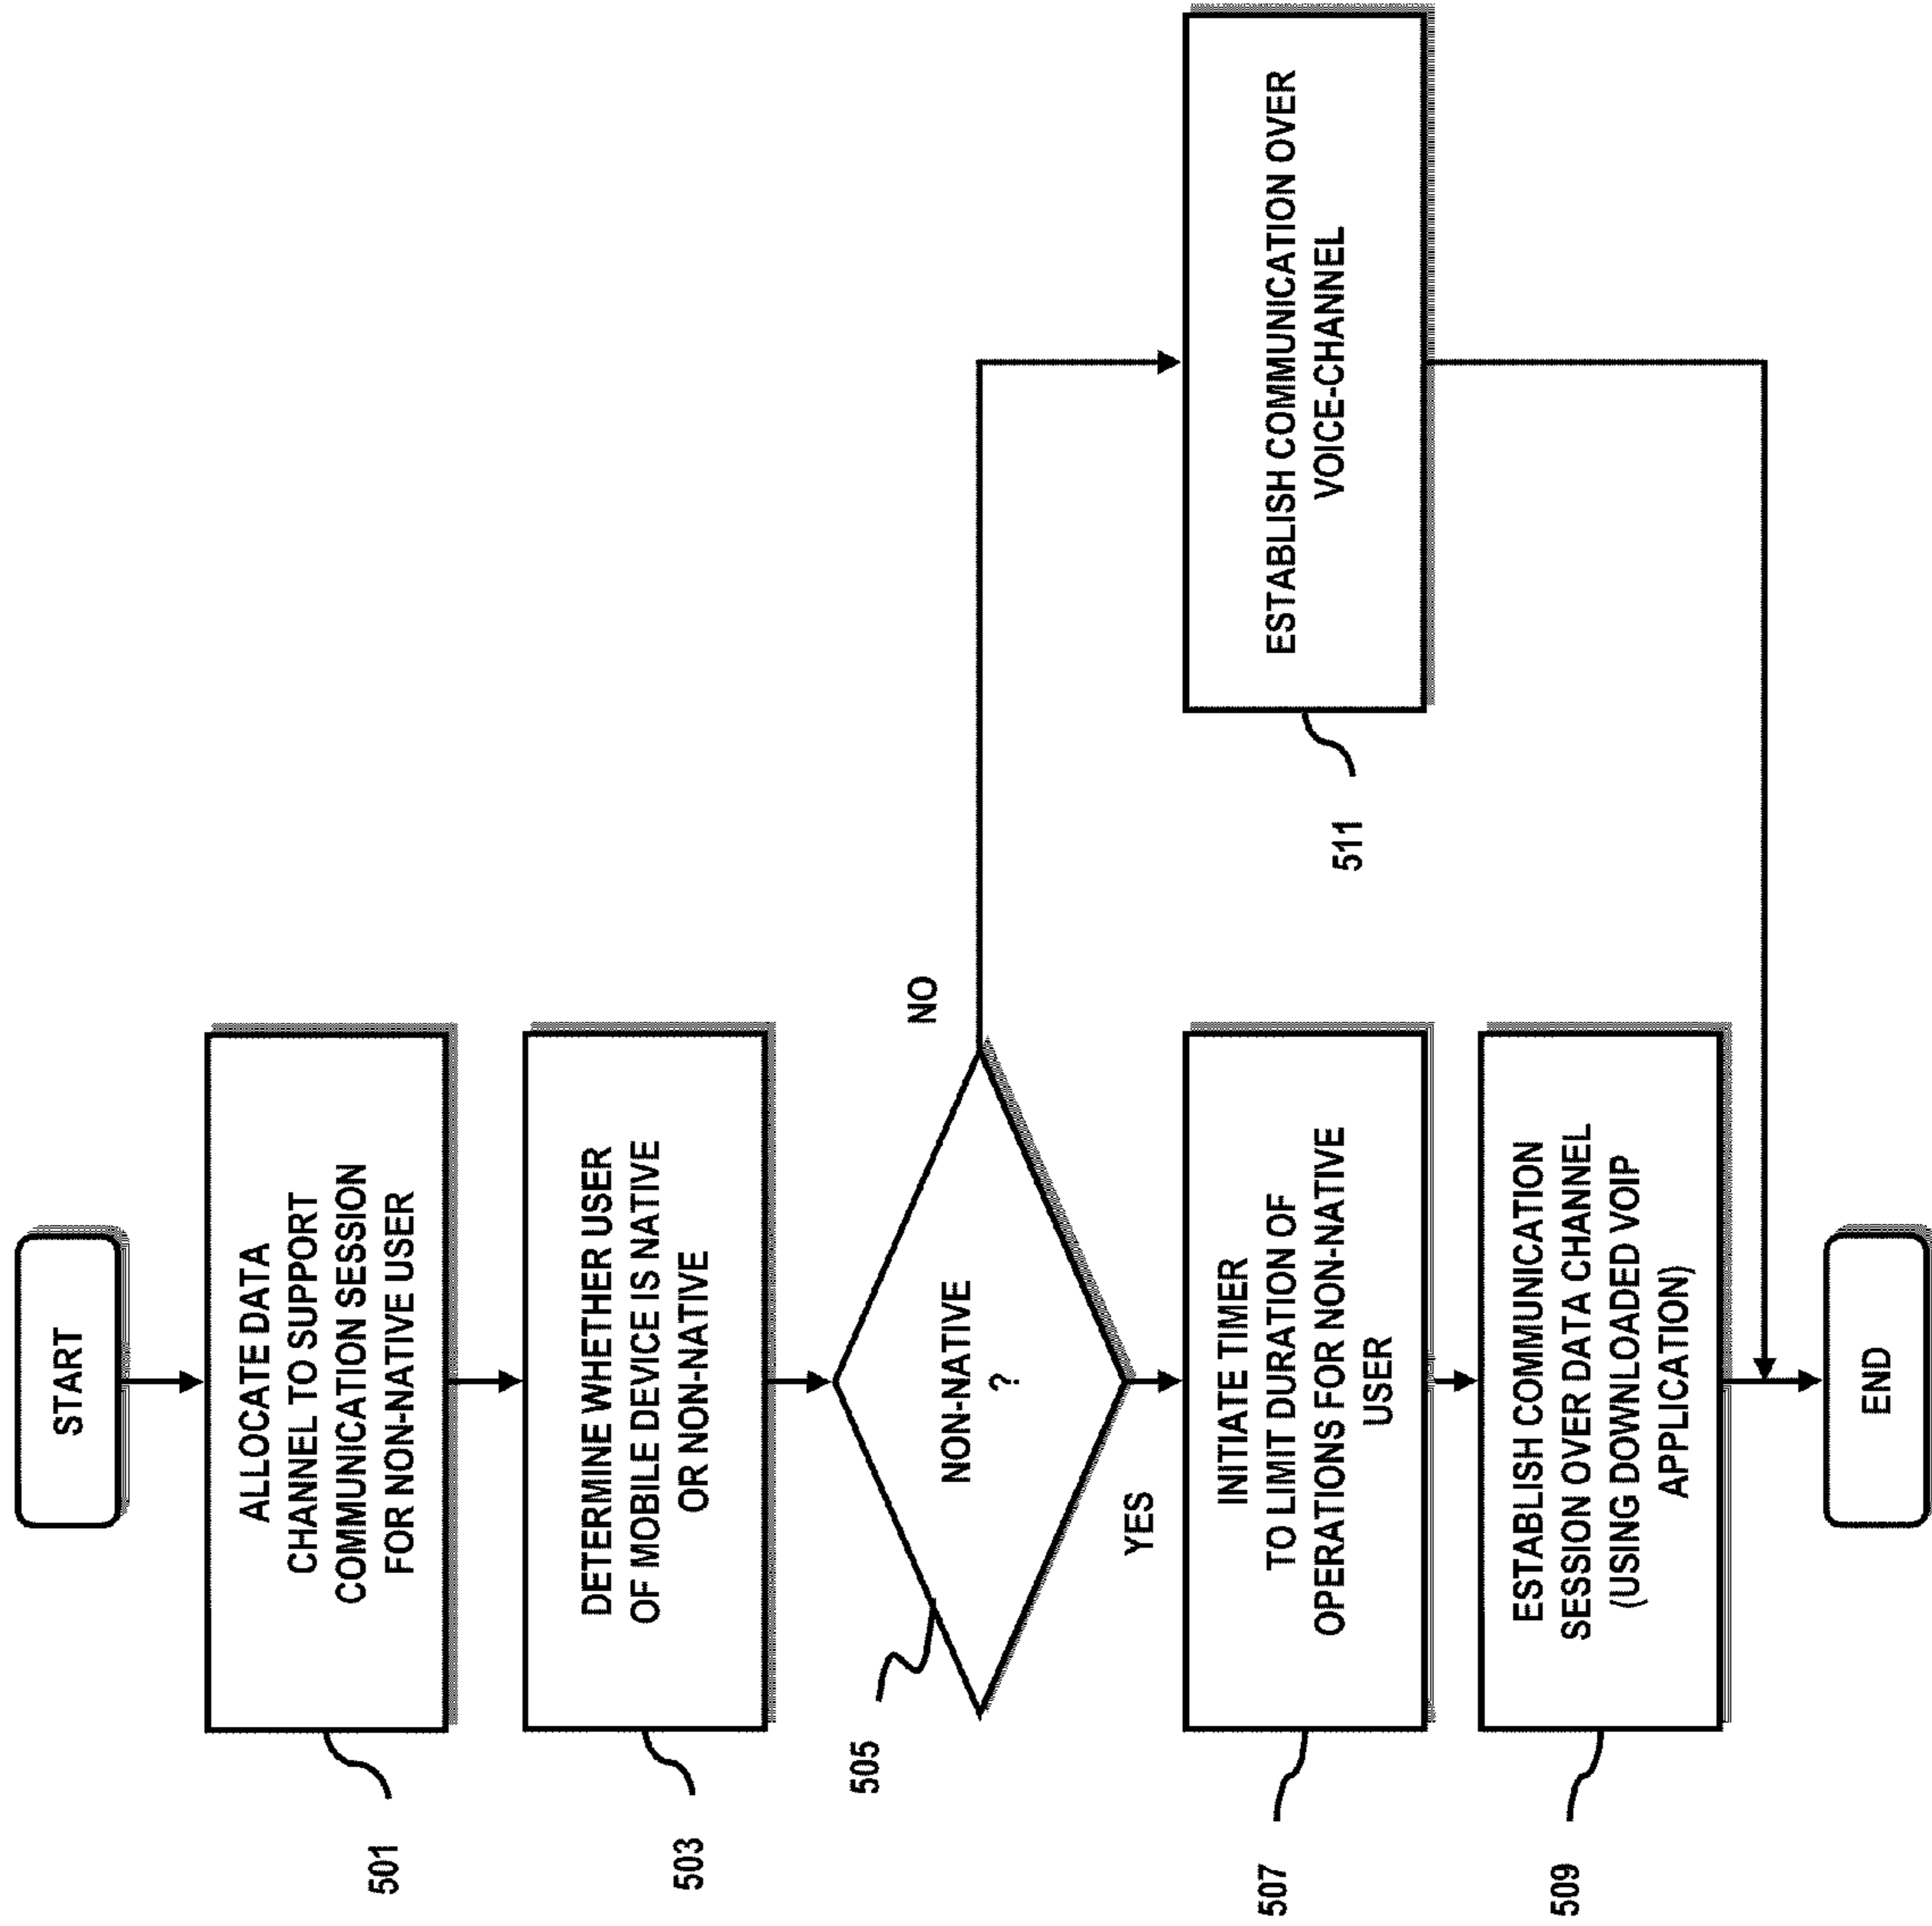 START
ALLOCATE DATA
CHANNEL TO SUPPORT
COMMUNICATION SESSION
FOR NON-NATIVE USER
501
DETERMINE WHETHER USER
OF MOBILE DEVICE IS NATIVE
OR NON-NATIVE
503
NON-NATIVE
?
505
NO
YES
INITIATE TIMER
TO LIMIT DURATION OF
OPERATIONS FOR NON-NATIVE
USER
507
ESTABLISH COMMUNICATION OVER
VOICE-CHANNEL
511
ESTABLISH COMMUNICATION
SESSION OVER DATA CHANNEL
(USING DOWNLOADED VOIP
APPLICATION)
509
END